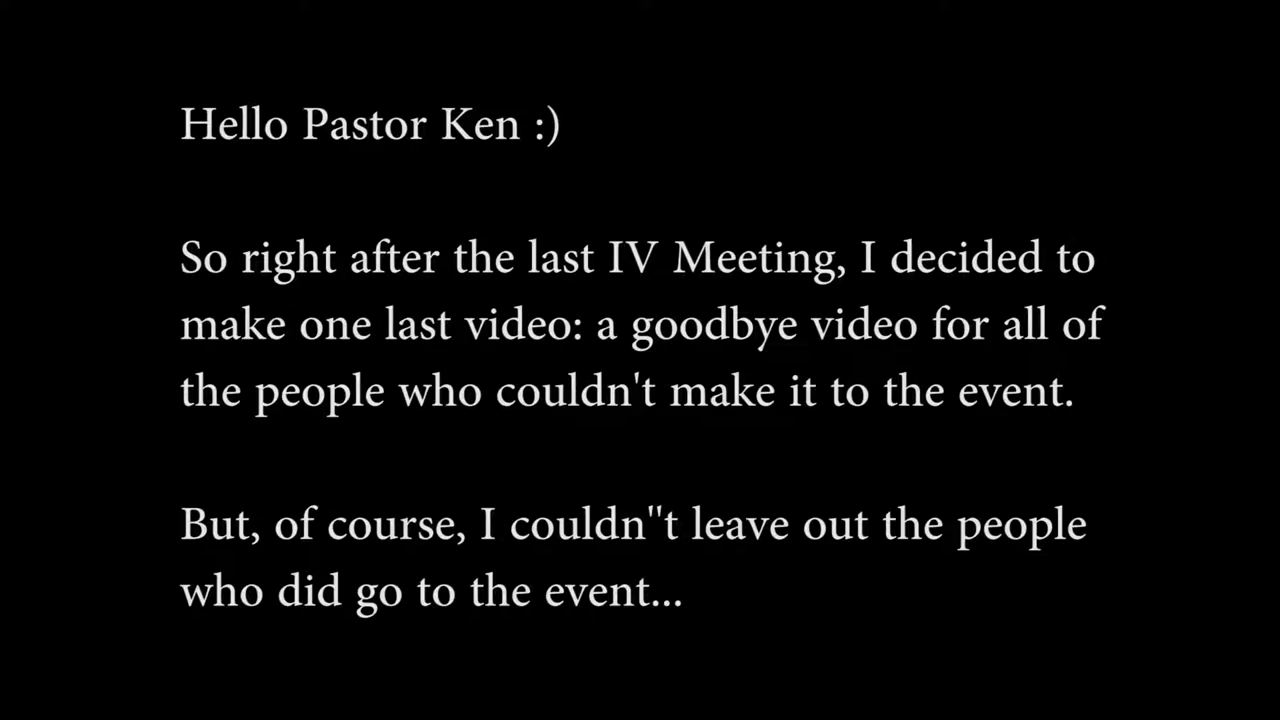 Hello Pastor Ken :)
So right after the last IV Meeting, I decided to
make one last video: a goodbye video for all of
the people who couldn't make it to the event.
But, of course, I couldn"t leave out the people
who did go to the event...